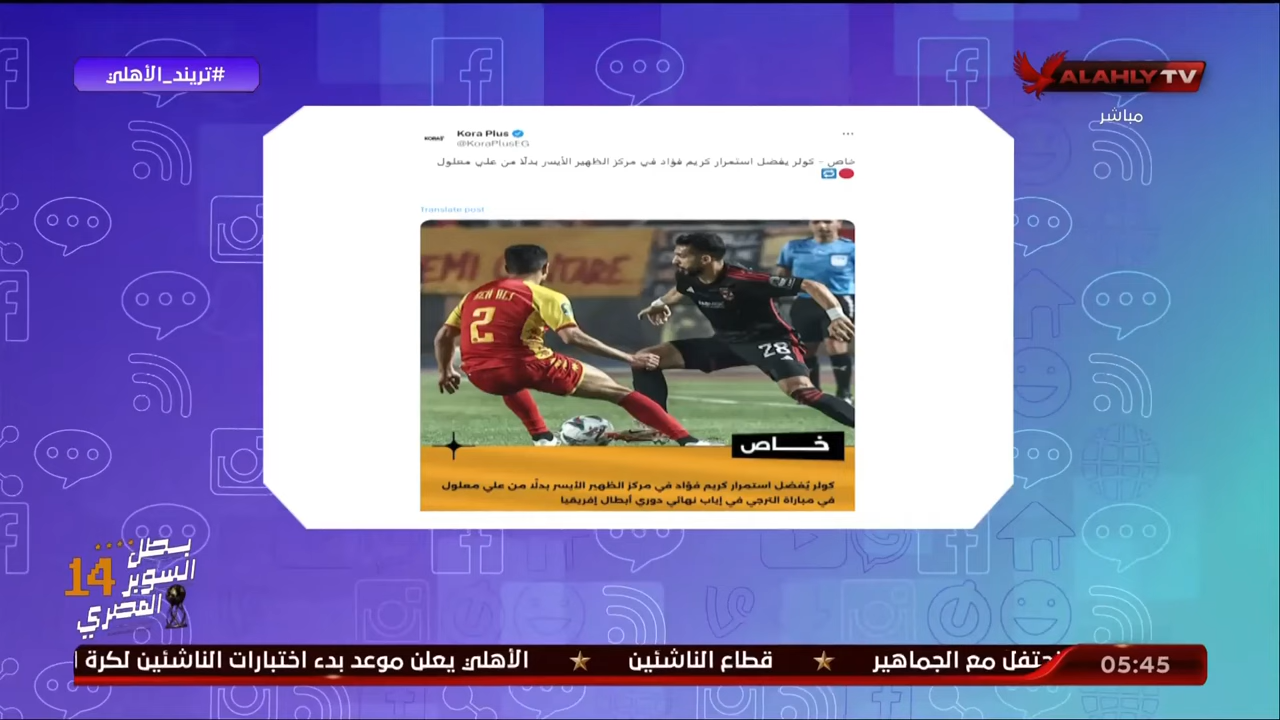 #تريند_الأهلي
ALAHLY TV
مباشر
KORA+
Kora Plus
@KoraPlusEG
خاص - كولر يفضل استمرار كريم فؤاد في مركز الظهير الأيسر بدلًا من علي معلول
Translate post
2
28
خــاص
كولر يُفضل استمرار كريم فؤاد في مركز الظهير الأيسر بدلًا من علي معلول
في مباراة الترجي في إياب نهائي دوري أبطال إفريقيا
بطل
السوبر 14
المصري
05:45
حتفل مع الجماهير ★ قطاع الناشئين ★ الأهلي يعلن موعد بدء اختبارات الناشئين لكرة ا